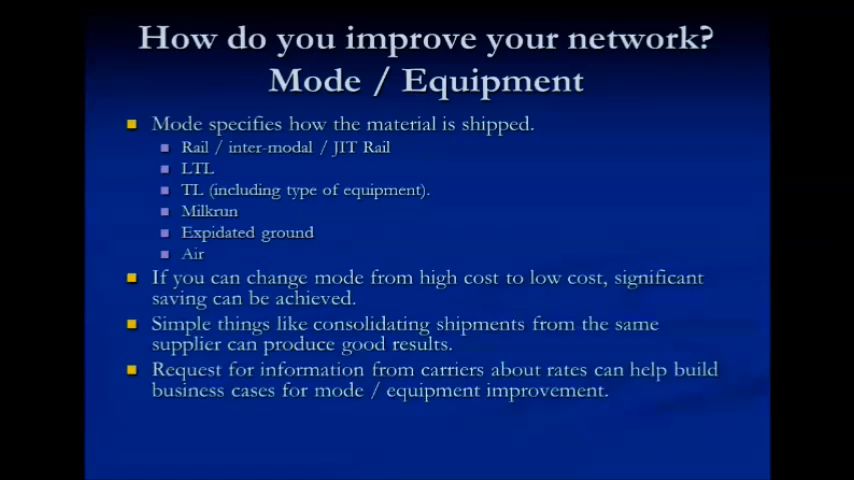 How do you improve your network?
Mode / Equipment
Mode specifies how the material is shipped.
Rail / inter-modal / JIT Rail
LTL
TL (including type of equipment).
Milkrun
Expidated ground
Air
If you can change mode from high cost to low cost, significant
saving can be achieved.
Simple things like consolidating shipments from the same
supplier can produce good results.
Request for information from carriers about rates can help build
business cases for mode / equipment improvement.